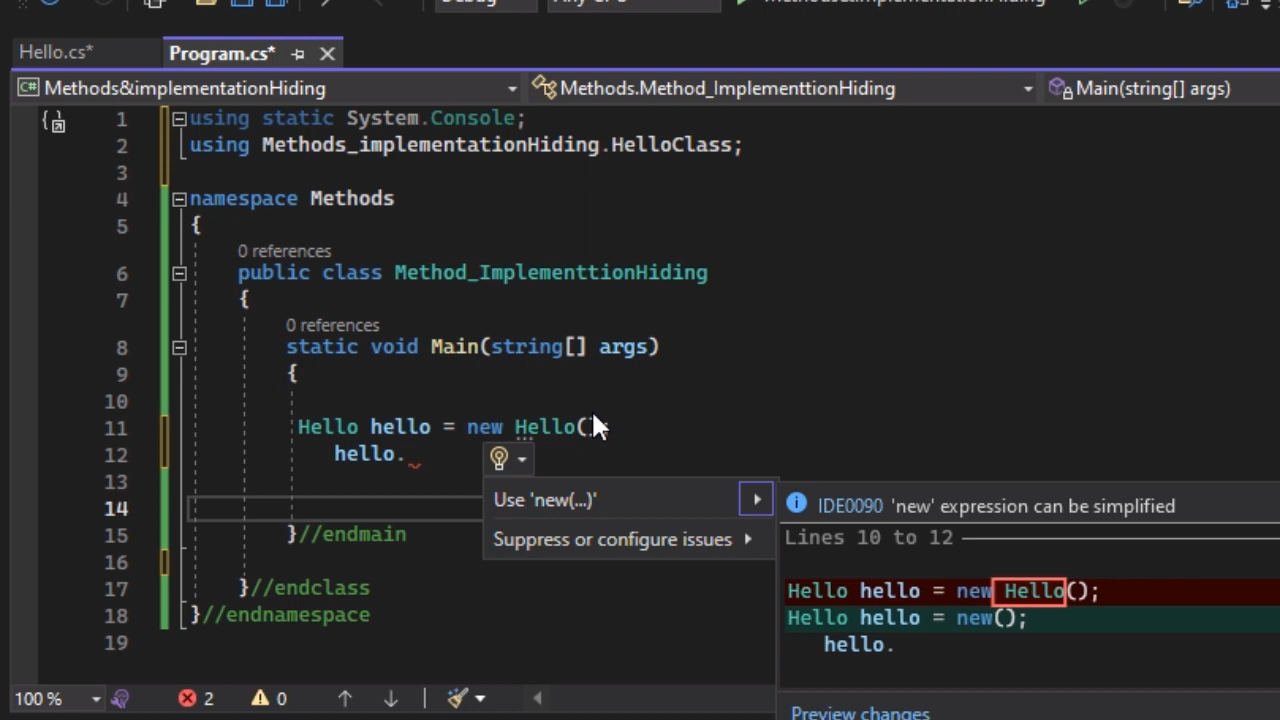 Hello.cs*
Program.cs*
C# Methods&implementationHiding
Methods.Method_ImplementtionHiding
Main(string[] args)
1 using static System.Console;
2 using Methods_implementationHiding.HelloClass;
3
4 namespace Methods
5 {
0 references
6 public class Method_ImplementtionHiding
7 {
0 references
8 static void Main(string[] args)
9 {
10
11 Hello hello = new Hello();
12 hello.
13
14
15 }//endmain
16
17 }//endclass
18 }//endnamespace
19
Use 'new(...)'
Suppress or configure issues
IDE0090 'new' expression can be simplified
Lines 10 to 12
Hello hello = new Hello();
Hello hello = new();
hello.
Preview changes
100 %
2
0